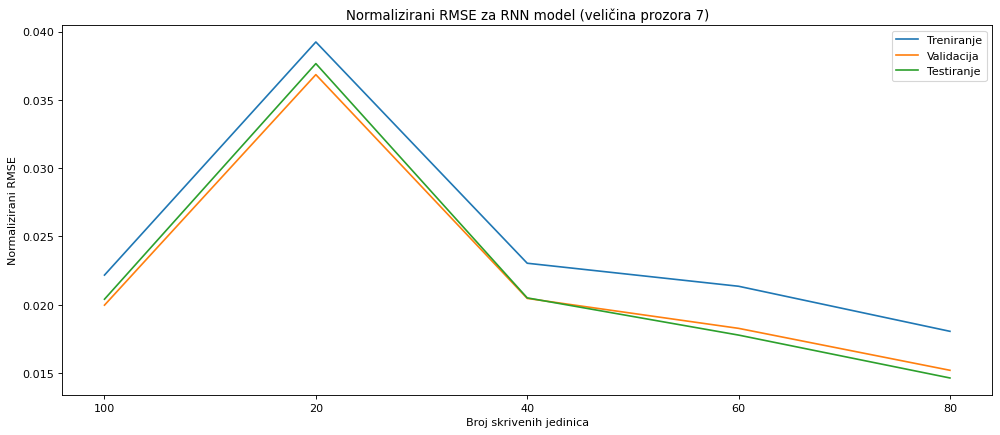 Normalizirani RMSE za RNN model (veličina prozora 7)
Treniranje
Validacija
Testiranje
Normalizirani RMSE
0.040
0.035
0.030
0.025
0.020
0.015
100 20 40 60 80
Broj skrivenih jedinica